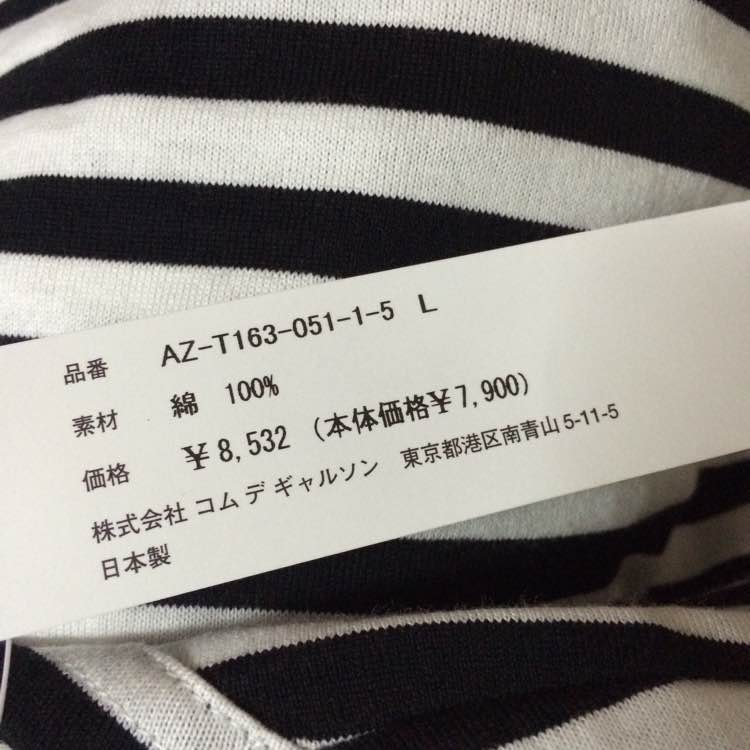 品番 AZ-T163-051-1-5 L
素材 綿 100%
価格 ¥8,532 (本体価格¥7,900)
株式会社 コム デ ギャルソン 東京都港区南青山 5-11-5
日本製